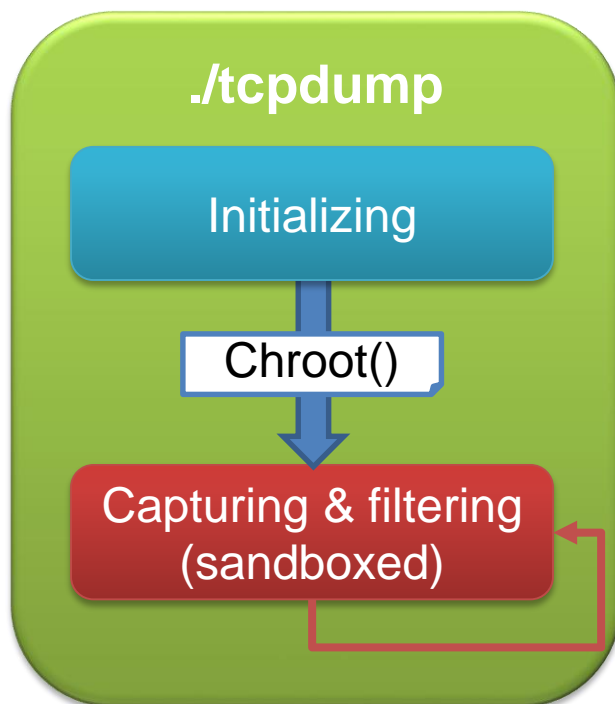 ./tcpdump
Initializing
Chroot()
Capturing & filtering
(sandboxed)